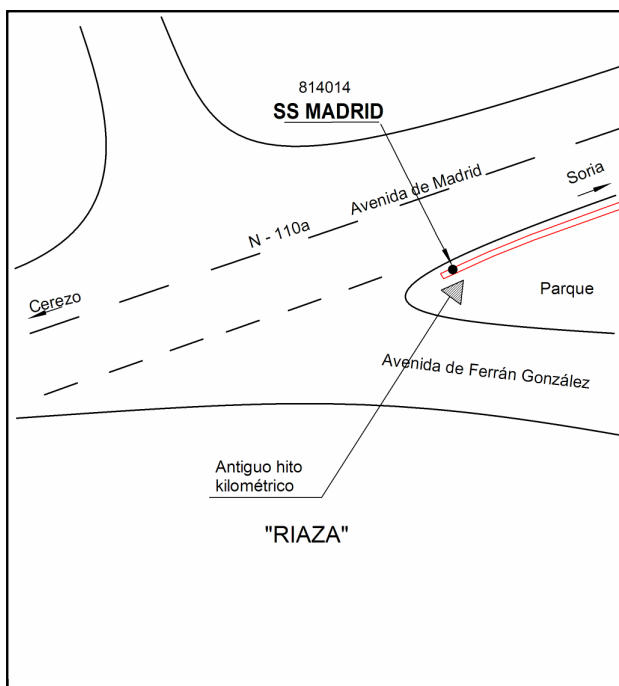 814014
SS MADRID
Avenida de Madrid
Soria
N - 110a
Cerezo
Parque
Avenida de Ferrán González
Antiguo hito
kilométrico
"RIAZA"